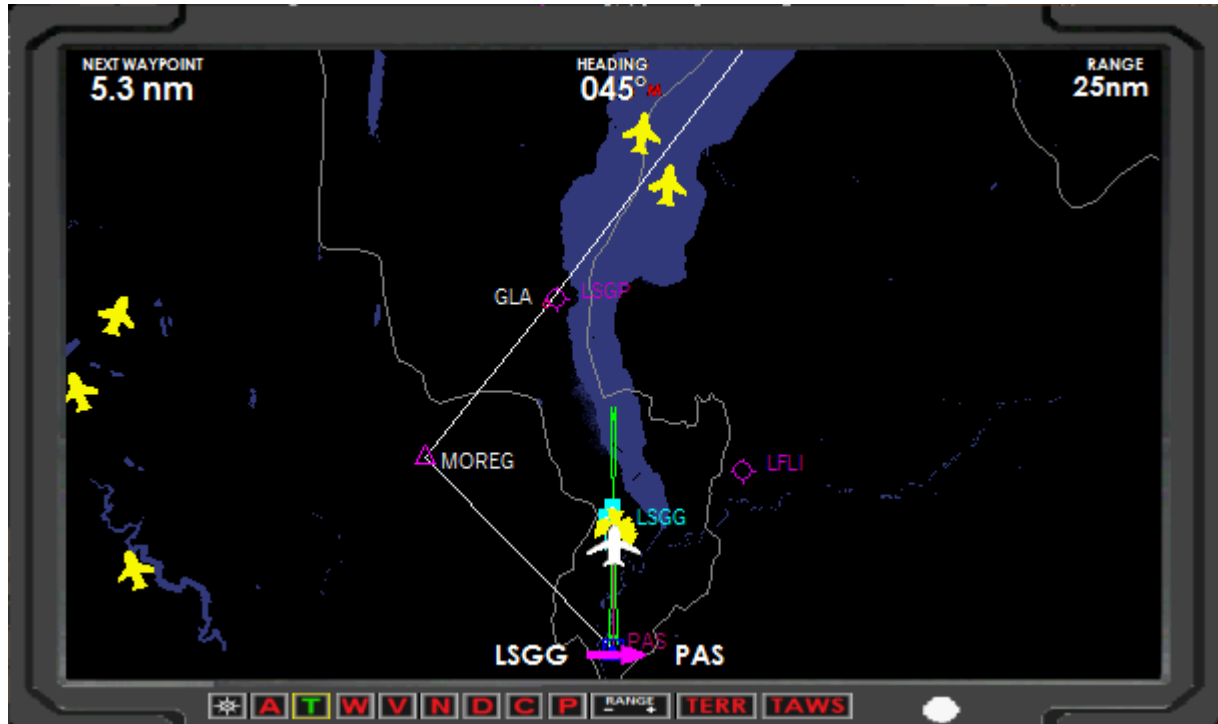 NEXT WAYPOINT
5.3 nm
HEADING
045°
RANGE
25nm
GLA
LSGP
MOREG
LFLI
LSGG
PAS
LSGG PAS
A T W V N D C P - RANGE + TERR TAWS